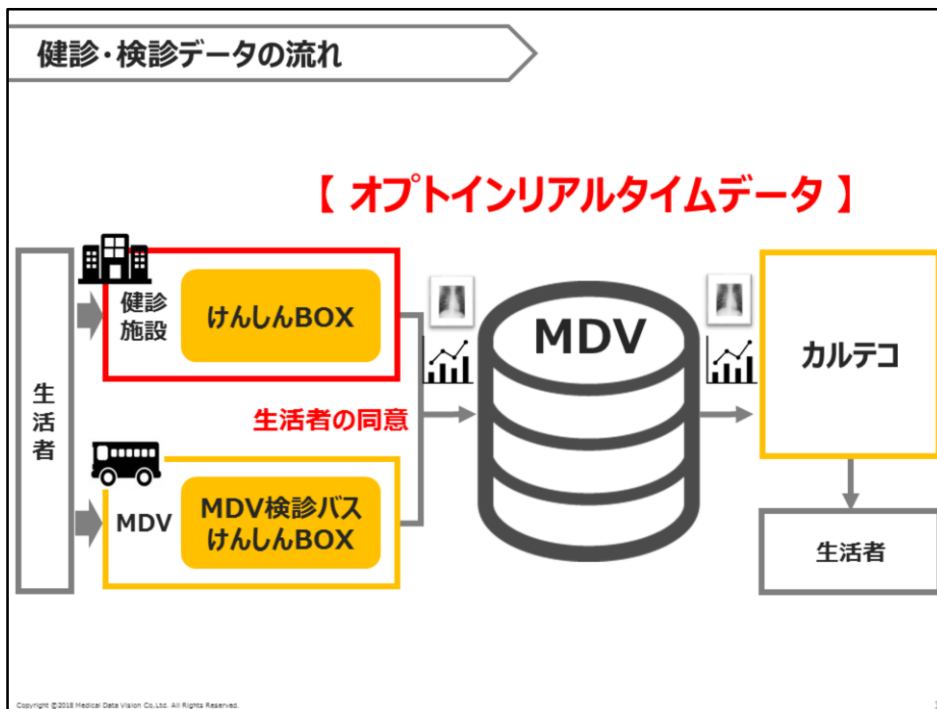 健診・検診データの流れ
【 オプトインリアルタイムデータ 】
生活者
健診
施設
けんしんBOX
生活者の同意
MDV
MDV検診バス
けんしんBOX
MDV
カルテコ
生活者
Copyright ©2018 Medical Data Vision Co,Ltd. All Rights Reserved.